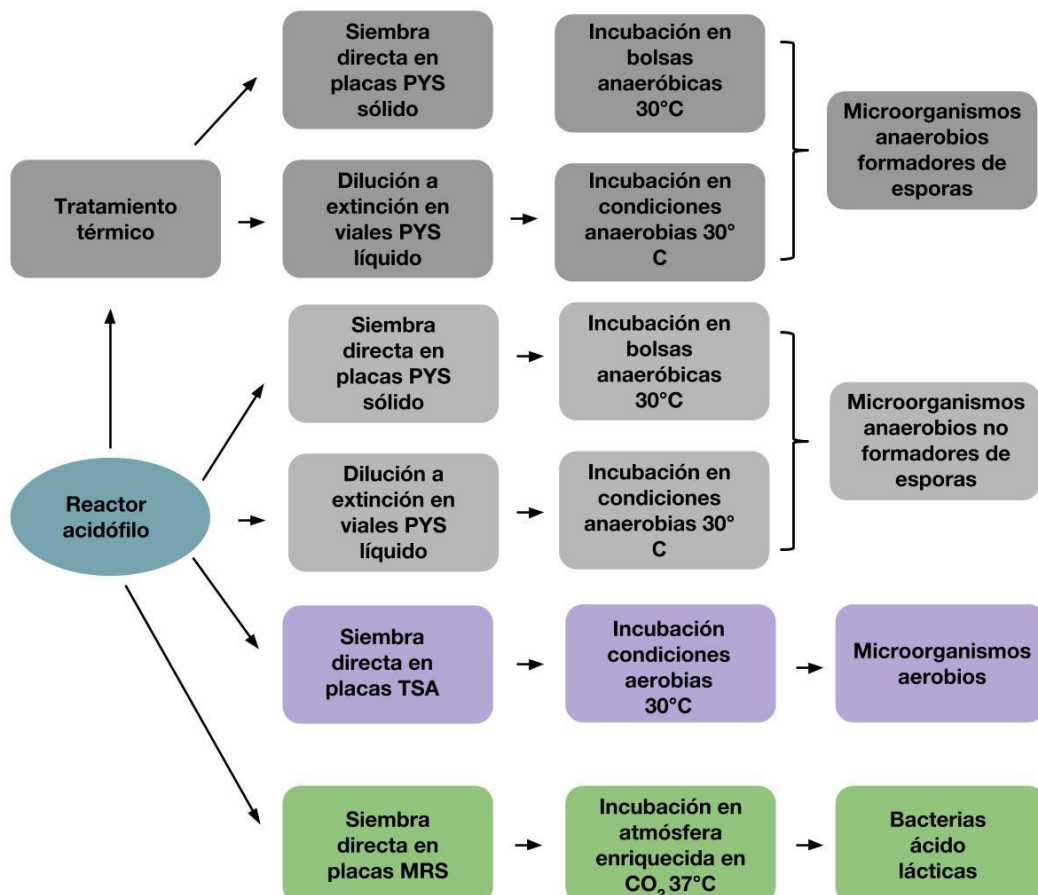 Siembra
directa en
placas PYS
sólido
Incubación en
bolsas
anaeróbicas
30°C
Microorganismos
anaerobios
formadores de
esporas
Tratamiento
térmico
Dilución a
extinción en
viales PYS
líquido
Incubación en
condiciones
anaerobias 30°
C
Siembra
directa en
placas PYS
sólido
Incubación en
bolsas
anaeróbicas
30°C
Microorganismos
anaerobios no
formadores de
esporas
Reactor
acidófilo
Dilución a
extinción en
viales PYS
líquido
Incubación en
condiciones
anaerobias 30°
C
Siembra
directa en
placas TSA
Incubación
condiciones
aerobias
30°C
Microorganismos
aerobios
Siembra
directa en
placas MRS
Incubación en
atmósfera
enriquecida en
CO₂ 37°C
Bacterias
ácido
lácticas